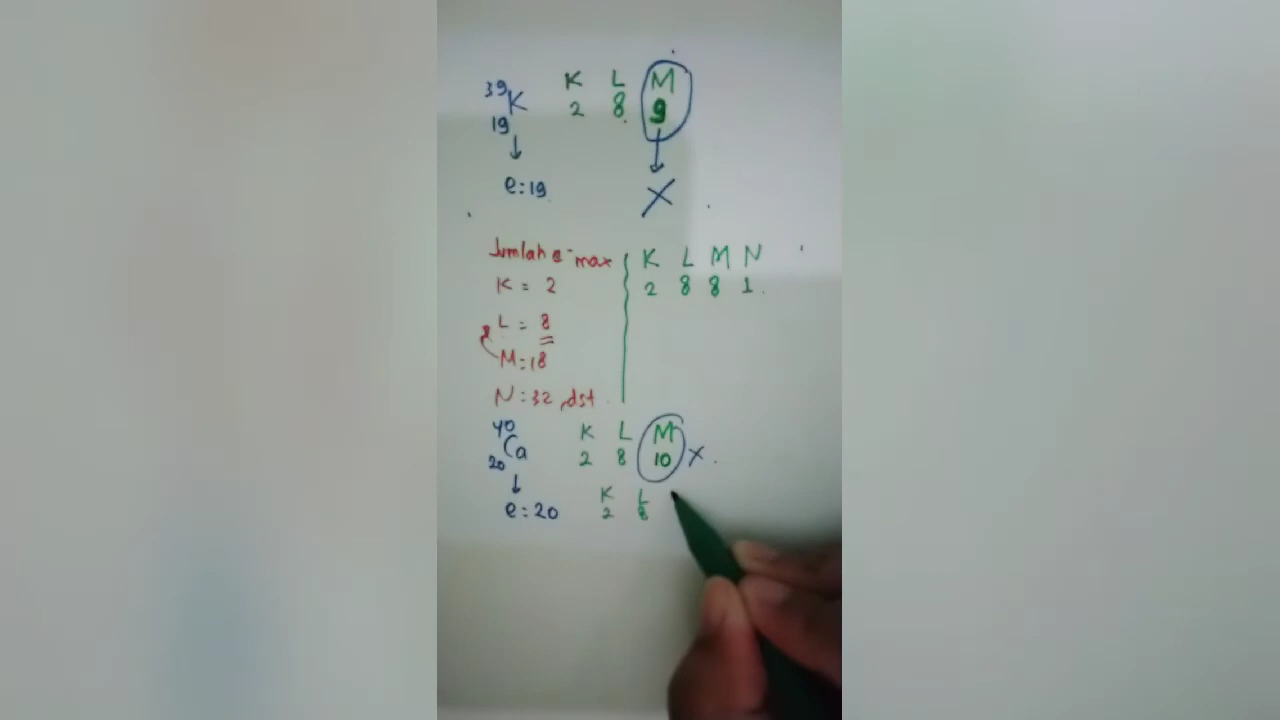 39 K L M
K 2 8 9
19
↓ ↓
e:19 X
Jumlah e⁻ max K L M N
K = 2 2 8 8 1
L = 8
8 M = 18
N : 32, dst
40 K L M
Ca 2 8 10 X
20
↓ K L
e: 20 2 8